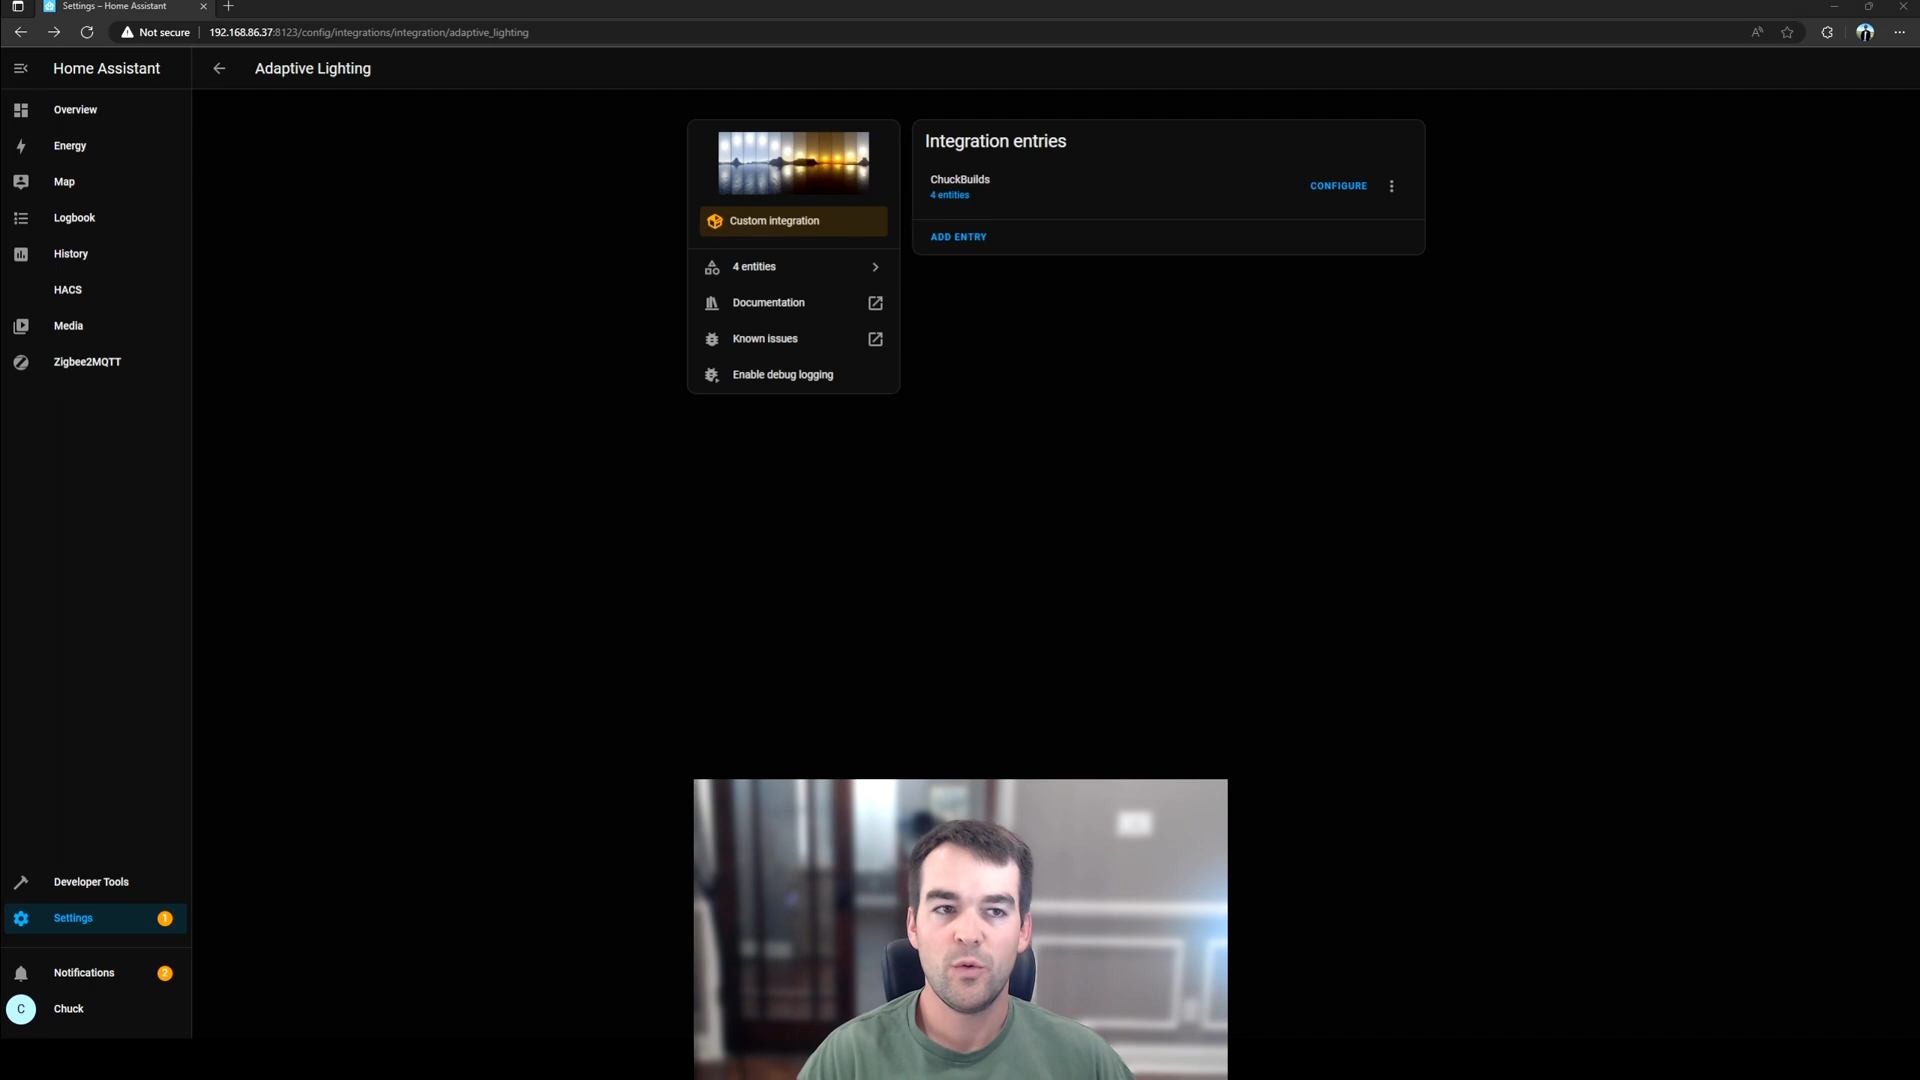 Settings – Home Assistant
Not secure
192.168.86.37:8123/config/integrations/integration/adaptive_lighting
Home Assistant
Adaptive Lighting
Overview
Energy
Map
Logbook
History
HACS
Media
Zigbee2MQTT
Developer Tools
Settings
1
Notifications
2
C
Chuck
Custom integration
4 entities
Documentation
Known issues
Enable debug logging
Integration entries
ChuckBuilds
4 entities
CONFIGURE
ADD ENTRY